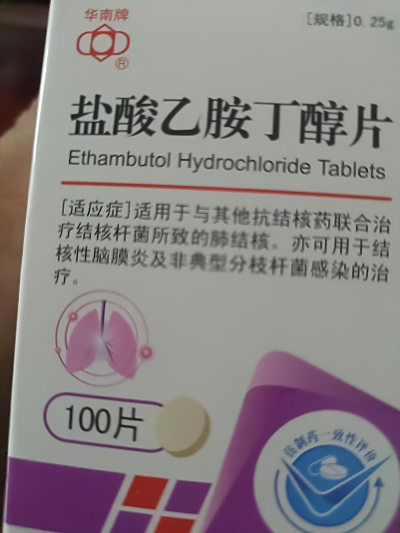 华南牌
[规格]0.25g
®
盐酸乙胺丁醇片
Ethambutol Hydrochloride Tablets
[适应症]适用于与其他抗结核药联合治
疗结核杆菌所致的肺结核。亦可用于结
核性脑膜炎及非典型分枝杆菌感染的治
疗。
100片
仿制药一致性评价